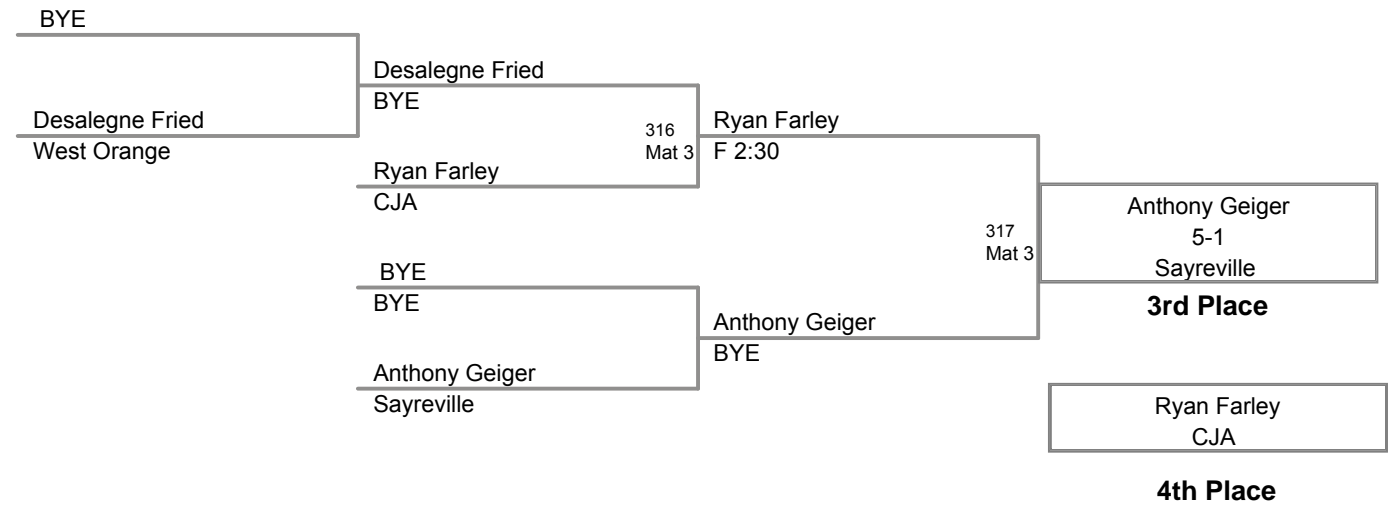 BYE
Desalegne Fried
West Orange
Desalegne Fried
BYE
316
Mat 3
Ryan Farley
CJA
Ryan Farley
F 2:30
BYE
BYE
Anthony Geiger
Sayreville
Anthony Geiger
BYE
317
Mat 3
Anthony Geiger
5-1
Sayreville
3rd Place
Ryan Farley
CJA
4th Place